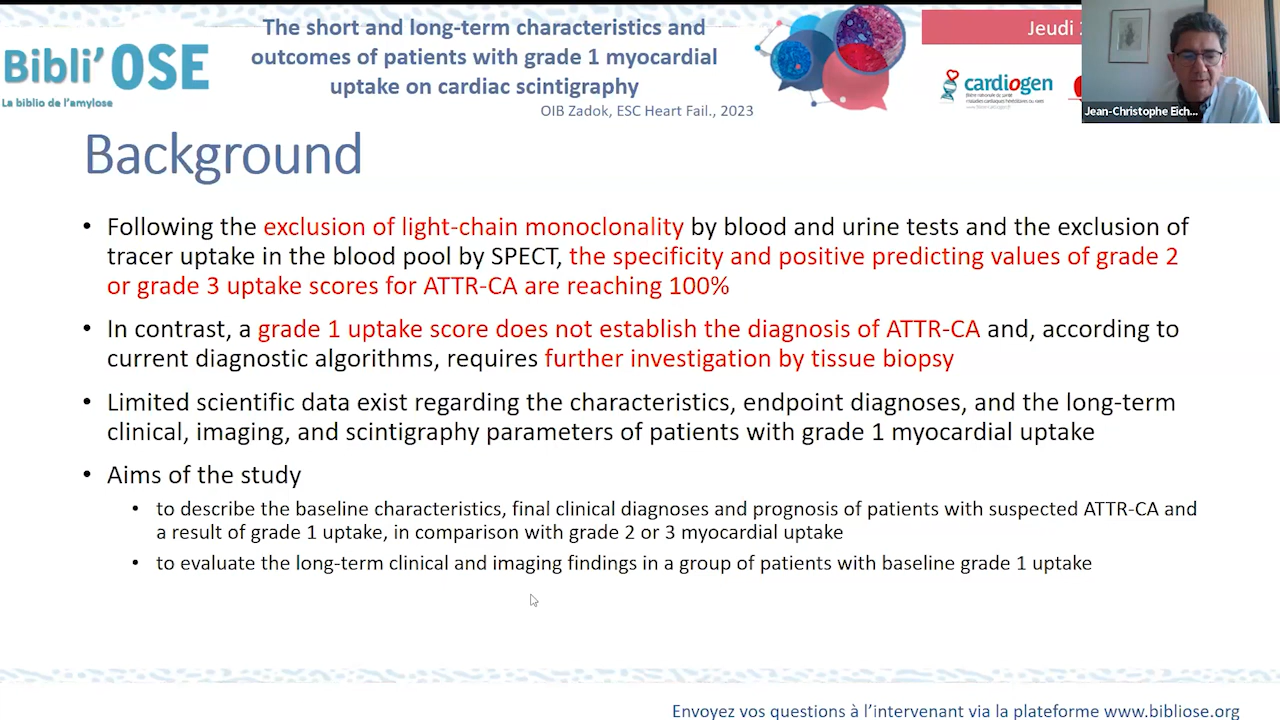 The short and long-term characteristics and
outcomes of patients with grade 1 myocardial
uptake on cardiac scintigraphy
OIB Zadok, ESC Heart Fail., 2023
Bibli'OSE
La biblio de l'amylose
Jeudi
cardiogen
Jean-Christophe Eich...
Background
• Following the exclusion of light-chain monoclonality by blood and urine tests and the exclusion of
tracer uptake in the blood pool by SPECT, the specificity and positive predicting values of grade 2
or grade 3 uptake scores for ATTR-CA are reaching 100%
• In contrast, a grade 1 uptake score does not establish the diagnosis of ATTR-CA and, according to
current diagnostic algorithms, requires further investigation by tissue biopsy
• Limited scientific data exist regarding the characteristics, endpoint diagnoses, and the long-term
clinical, imaging, and scintigraphy parameters of patients with grade 1 myocardial uptake
• Aims of the study
• to describe the baseline characteristics, final clinical diagnoses and prognosis of patients with suspected ATTR-CA and
a result of grade 1 uptake, in comparison with grade 2 or 3 myocardial uptake
• to evaluate the long-term clinical and imaging findings in a group of patients with baseline grade 1 uptake
Envoyez vos questions à l'intervenant via la plateforme www.bibliose.org